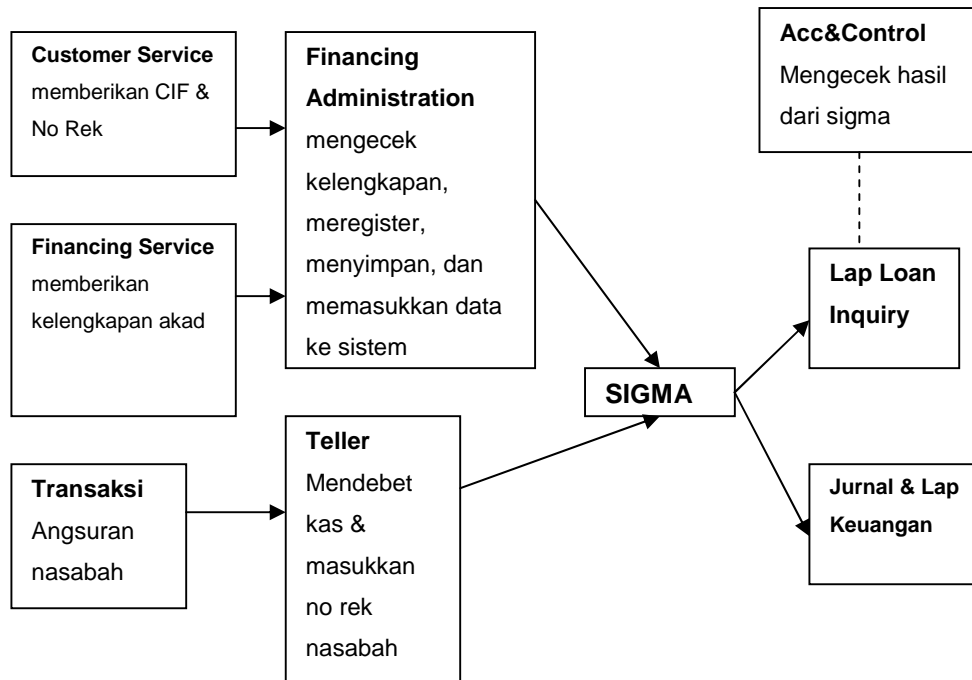 Customer Service
memberikan CIF &
No Rek
Financing
Administration
mengecek
kelengkapan,
meregister,
menyimpan, dan
memasukkan data
ke sistem
Acc&Control
Mengecek hasil
dari sigma
Financing Service
memberikan
kelengkapan akad
Lap Loan
Inquiry
SIGMA
Transaksi
Angsuran
nasabah
Teller
Mendebet
kas &
masukkan
no rek
nasabah
Jurnal & Lap
Keuangan